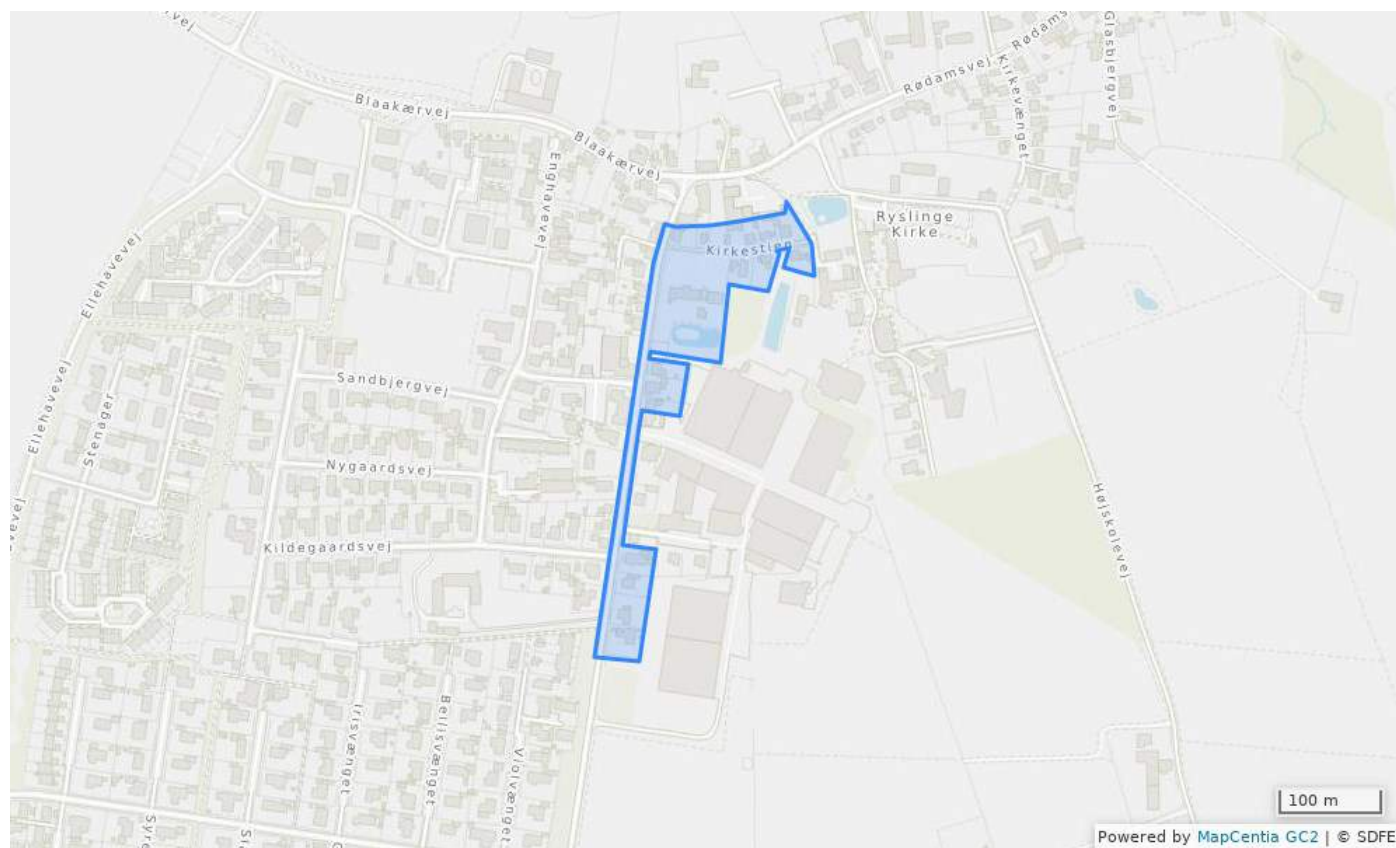 Blaakærvej
Blaakærvej
Enghavevej
Rødamsvej
Rødams
Kirkevænget
Glasbjergvej
Ryslinge
Kirke
Kirkestien
Ellehavevej
Ellehavevej
Stenager
Sandbjergvej
Nygaardsvej
Kildegaardsvej
Højskolevej
Irisvænget
Bellisvænget
Violvænget
100 m
Powered by MapCentia GC2 | © SDFE